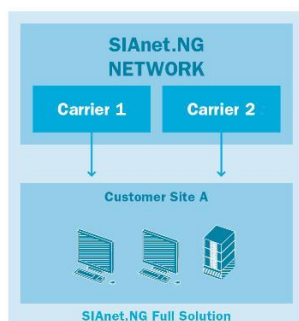 SIAnet.NG
NETWORK
Carrier 1
Carrier 2
Customer Site A
SIAnet.NG Full Solution